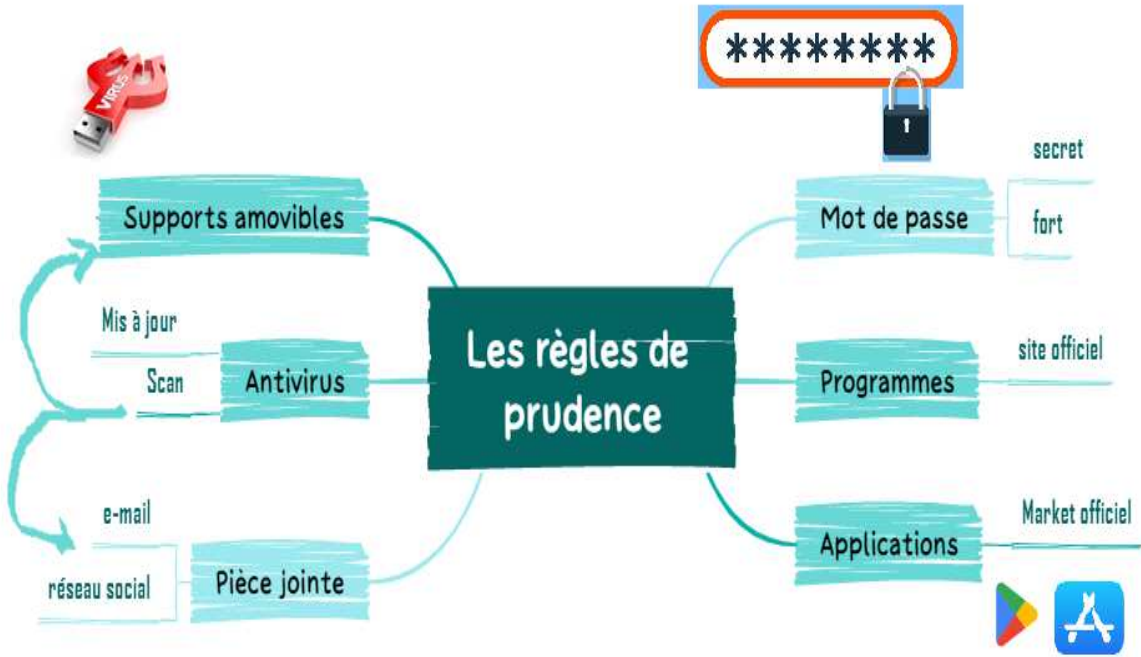 VIRUS
********
Supports amovibles
Mis à jour
Scan
Antivirus
e-mail
réseau social
Pièce jointe
Les règles de
prudence
Mot de passe
secret
fort
Programmes
site officiel
Applications
Market officiel